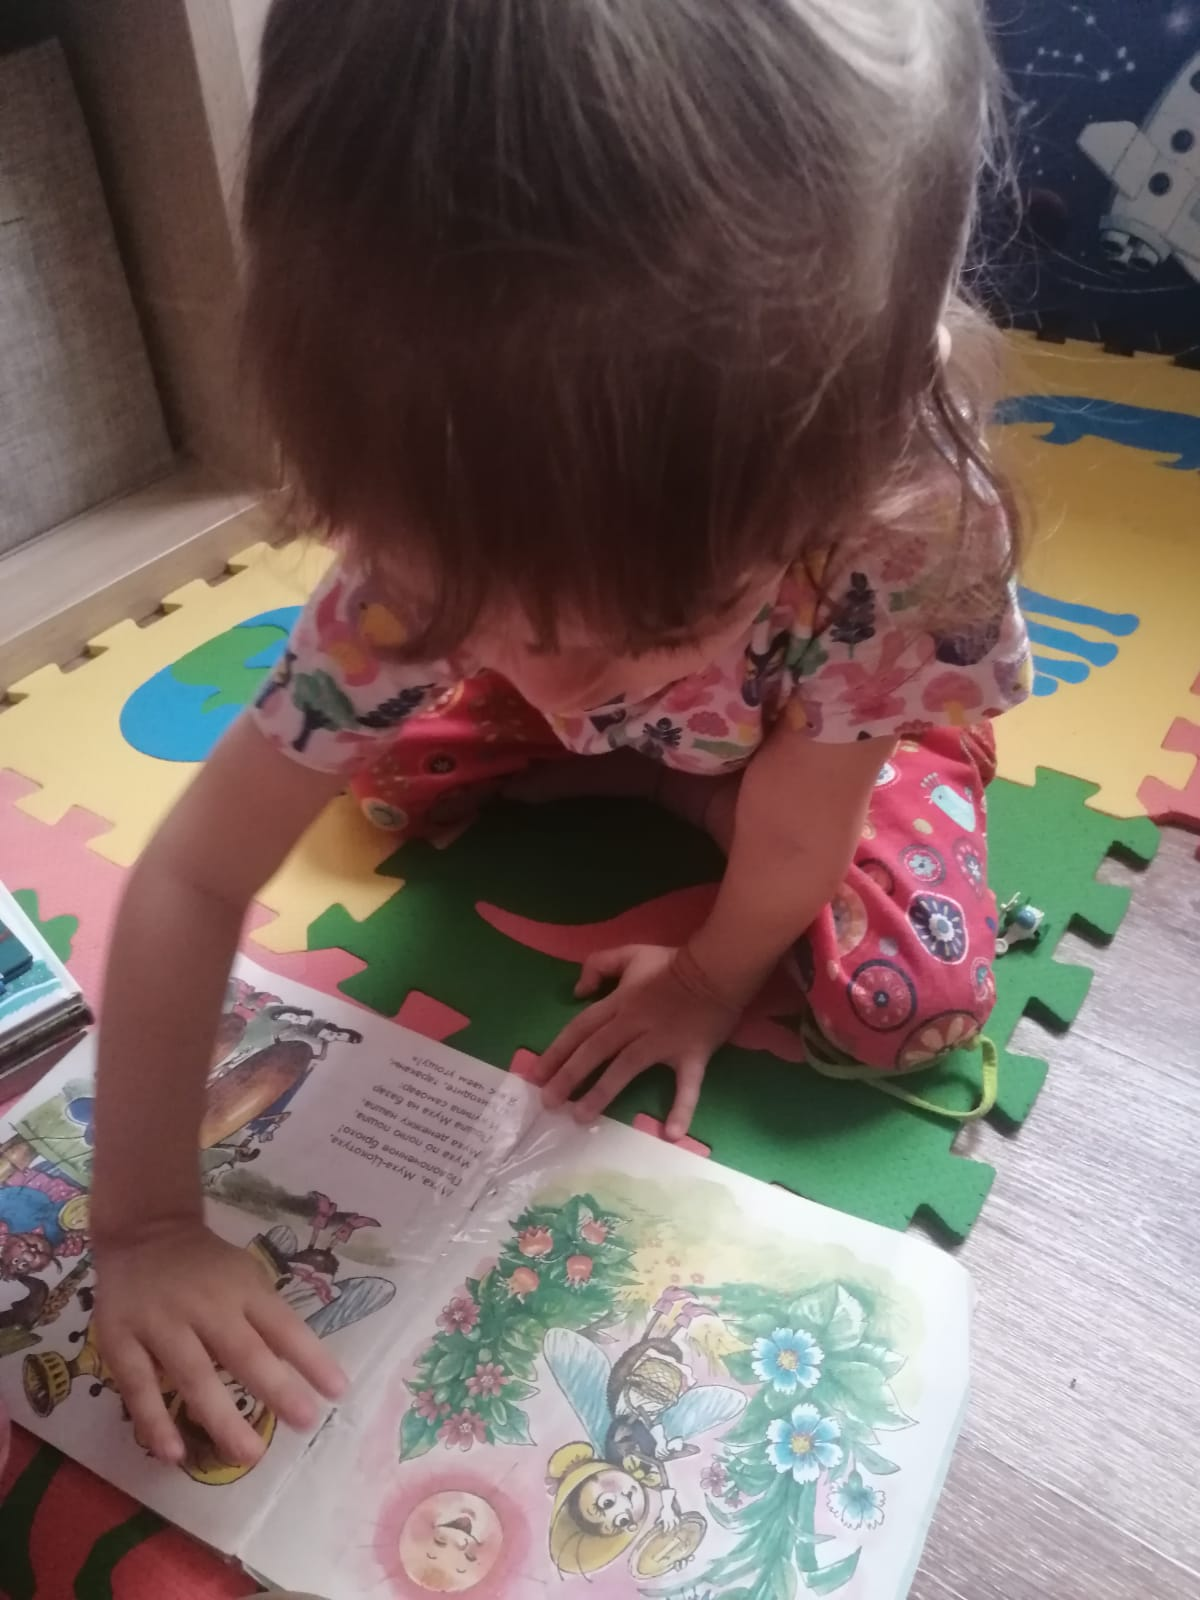 Муха, Муха-Цокотуха,
Позолоченное брюхо!
Муха по полю пошла,
Муха денежку нашла.
Пошла Муха на базар
И купила самовар:
тараканы,
чаем угощу!»